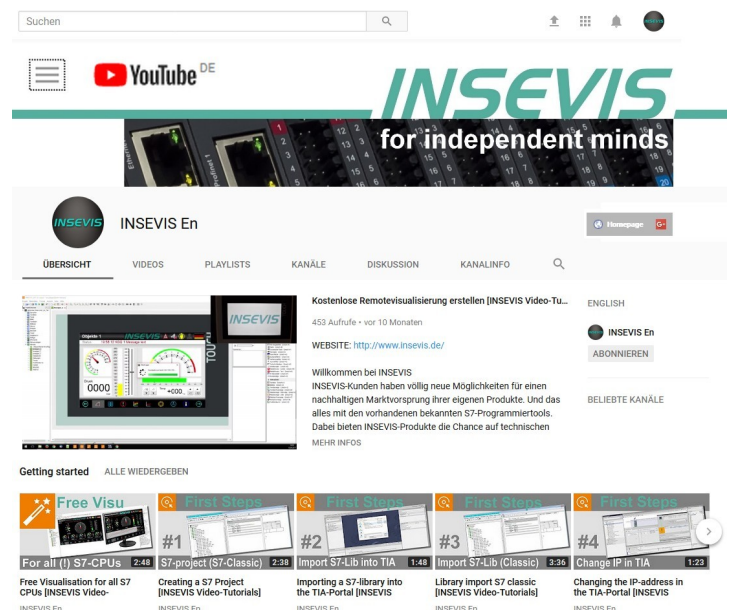 Suchen
YouTube DE
INSEVIS
for independent minds
INSEVIS
INSEVIS En
Homepage
ÜBERSICHT VIDEOS PLAYLISTS KANÄLE DISKUSSION KANALINFO
Kostenlose Remotevisualisierung erstellen [INSEVIS Video-Tu...
453 Aufrufe • vor 10 Monaten
WEBSITE: http://www.insevis.de/
Willkommen bei INSEVIS
INSEVIS-Kunden haben völlig neue Möglichkeiten für einen
nachhaltigen Marktvorsprung ihrer eigenen Produkte. Und das
alles mit den vorhandenen bekannten S7-Programmiertools.
Dabei bieten INSEVIS-Produkte die Chance auf technischen
MEHR INFOS
INSEVIS
INSEVIS
TOUCH
0000
+000
ENGLISH
INSEVIS En
ABONNIEREN
BELIEBTE KANÄLE
Getting started ALLE WIEDERGEBEN
Free Visu
For all (!) S7-CPUs 2:48
Free Visualisation for all S7
CPUs [INSEVIS Video-
INSEVIS En
First Steps
#1
S7-project (S7-Classic) 2:38
Creating a S7 Project
[INSEVIS Video-Tutorials]
INSEVIS En
First Steps
#2
Import S7-Lib into TIA 1:48
Importing a S7-library into
the TIA-Portal [INSEVIS
INSEVIS En
First Steps
#3
Import S7-Lib (Classic) 3:36
Library import S7 classic
[INSEVIS Video-Tutorials]
INSEVIS En
First Steps
#4
Change IP in TIA 1:23
Changing the IP-address in
the TIA-Portal [INSEVIS
INSEVIS En